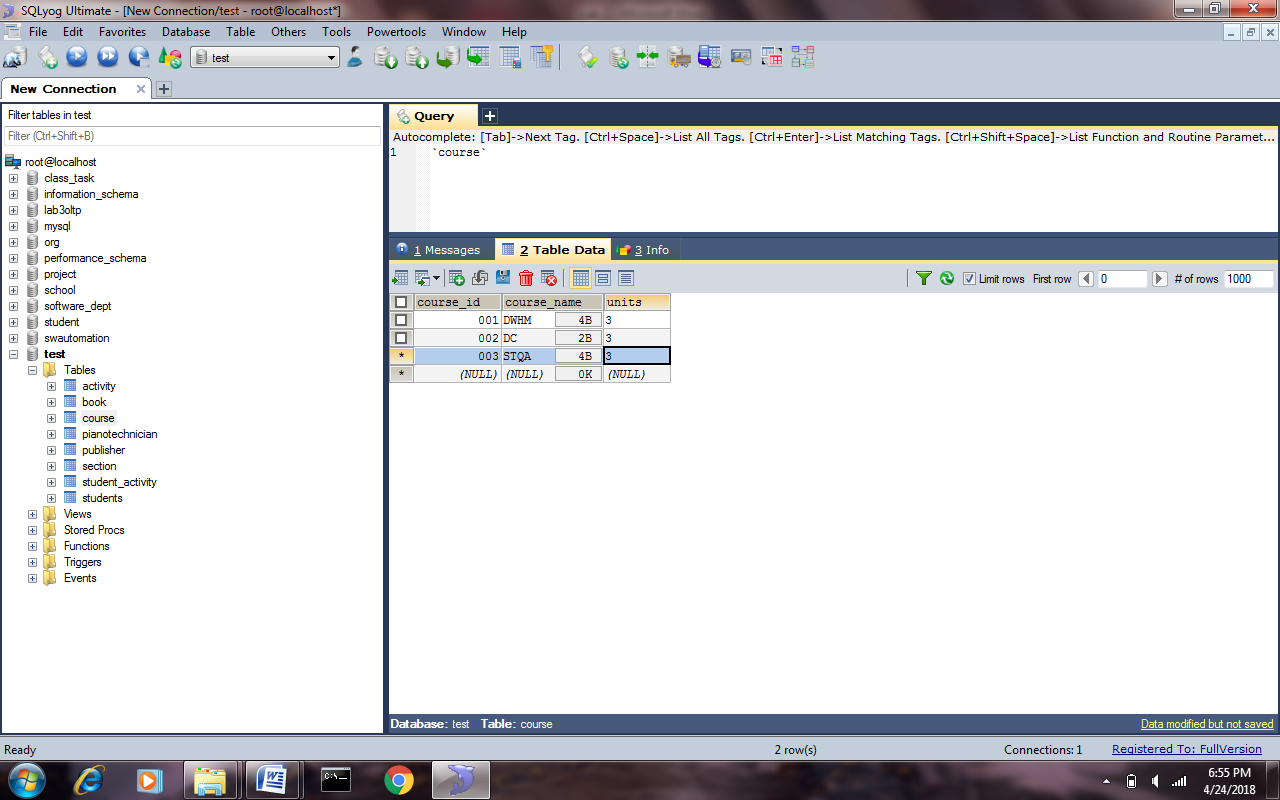 SQLyog Ultimate - [New Connection/test - root@localhost*]
File Edit Favorites Database Table Others Tools Powertools Window Help
test
New Connection
Filter tables in test
Filter (Ctrl+Shift+B)
root@localhost
class_task
information_schema
lab3oltp
mysql
org
performance_schema
project
school
software_dept
student
swautomation
test
Tables
activity
book
course
pianotechnician
publisher
section
student_activity
students
Views
Stored Procs
Functions
Triggers
Events
Query
Autocomplete: [Tab]->Next Tag. [Ctrl+Space]->List All Tags. [Ctrl+Enter]->List Matching Tags. [Ctrl+Shift+Space]->List Function and Routine Paramet...
1 `course`
1 Messages 2 Table Data 3 Info
Limit rows First row 0 # of rows 1000
course_id course_name units
001 DWHM 4B 3
002 DC 2B 3
* 003 STQA 4B 3
* (NULL) (NULL) 0K (NULL)
Database: test Table: course Data modified but not saved
Ready 2 row(s) Connections: 1 Registered To: FullVersion
C:\_
6:55 PM
4/24/2018